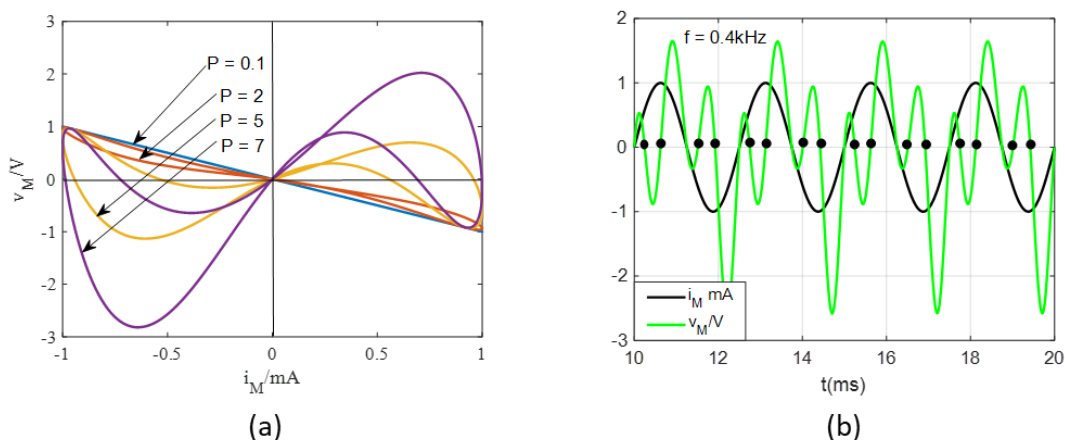 3
2
1
0
-1
-2
-3
v_M/V
P = 0.1
P = 2
P = 5
P = 7
-1 -0.5 0 0.5 1
i_M/mA
(a)
2
1
0
-1
-2
-3
f = 0.4kHz
i_M mA
v_M/V
10 12 14 16 18 20
t(ms)
(b)